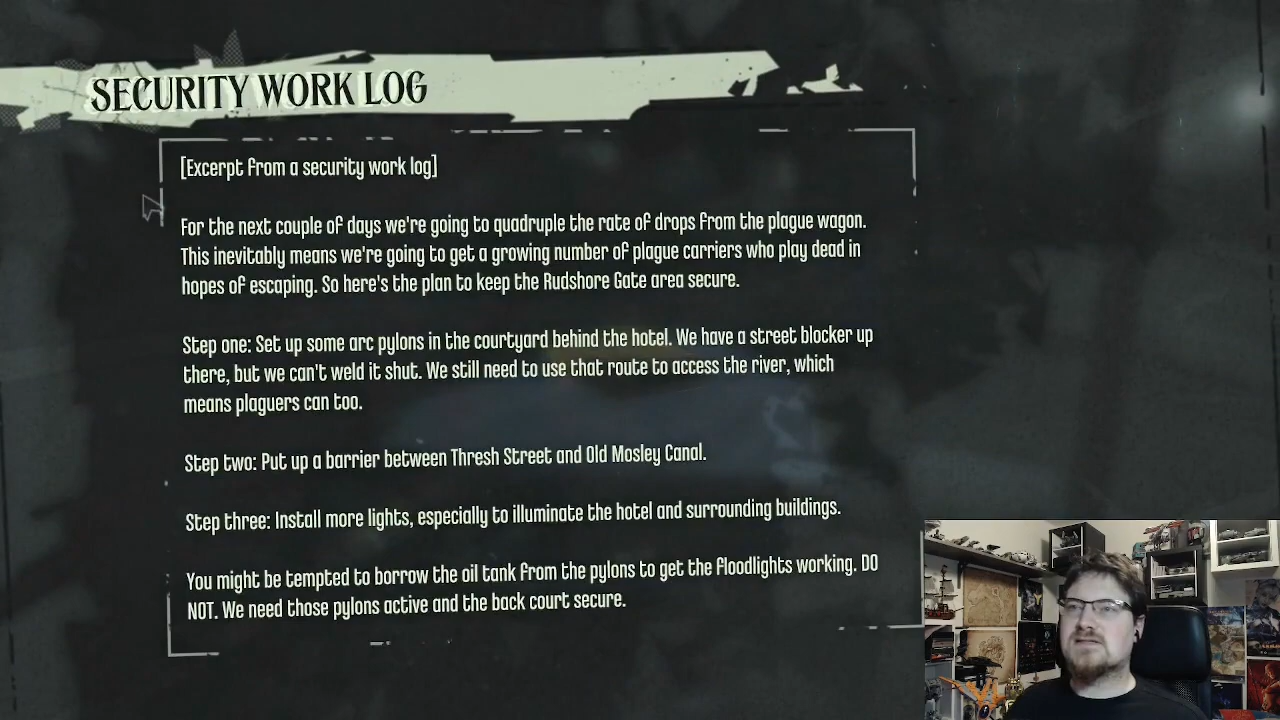 SECURITY WORK LOG
[Excerpt from a security work log]
For the next couple of days we're going to quadruple the rate of drops from the plague wagon.
This inevitably means we're going to get a growing number of plague carriers who play dead in
hopes of escaping. So here's the plan to keep the Rudshore Gate area secure.
Step one: Set up some arc pylons in the courtyard behind the hotel. We have a street blocker up
there, but we can't weld it shut. We still need to use that route to access the river, which
means plaguers can too.
Step two: Put up a barrier between Thresh Street and Old Mosley Canal.
Step three: Install more lights, especially to illuminate the hotel and surrounding buildings.
You might be tempted to borrow the oil tank from the pylons to get the floodlights working. DO
NOT. We need those pylons active and the back court secure.